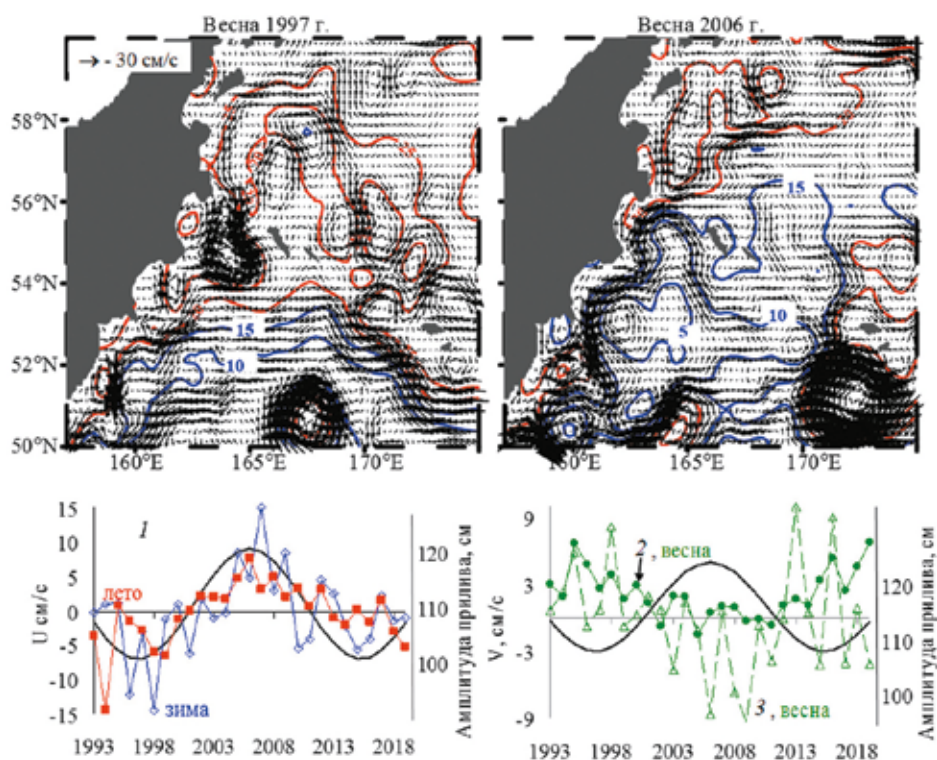 Весна 1997 г.
Весна 2006 г.
→ - 30 см/с
58°N
56°N
54°N
52°N
50°N
15
10
160°E
165°E
170°E
15
10
5
160°E
165°E
170°E
15
10
5
0
-5
-10
-15
U см/с
1
лето
зима
120
110
100
Амплитуда прилива, см
1993
1998
2003
2008
2013
2018
9
3
-3
-9
V, см/с
2, весна
3, весна
120
110
100
Амплитуда прилива, см
1993
1998
2003
2008
2013
2018